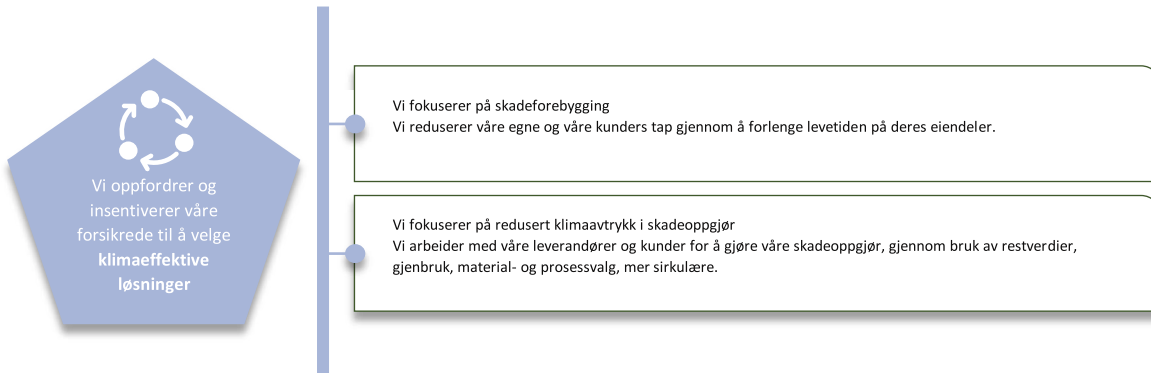 Vi oppfordrer og
insentiverer våre
forsikrede til å velge
klimaeffektive
løsninger
Vi fokuserer på skadeforebygging
Vi reduserer våre egne og våre kunders tap gjennom å forlenge levetiden på deres eiendeler.
Vi fokuserer på redusert klimaavtrykk i skadeoppgjør
Vi arbeider med våre leverandører og kunder for å gjøre våre skadeoppgjør, gjennom bruk av restverdier,
gjenbruk, material- og prosessvalg, mer sirkulære.